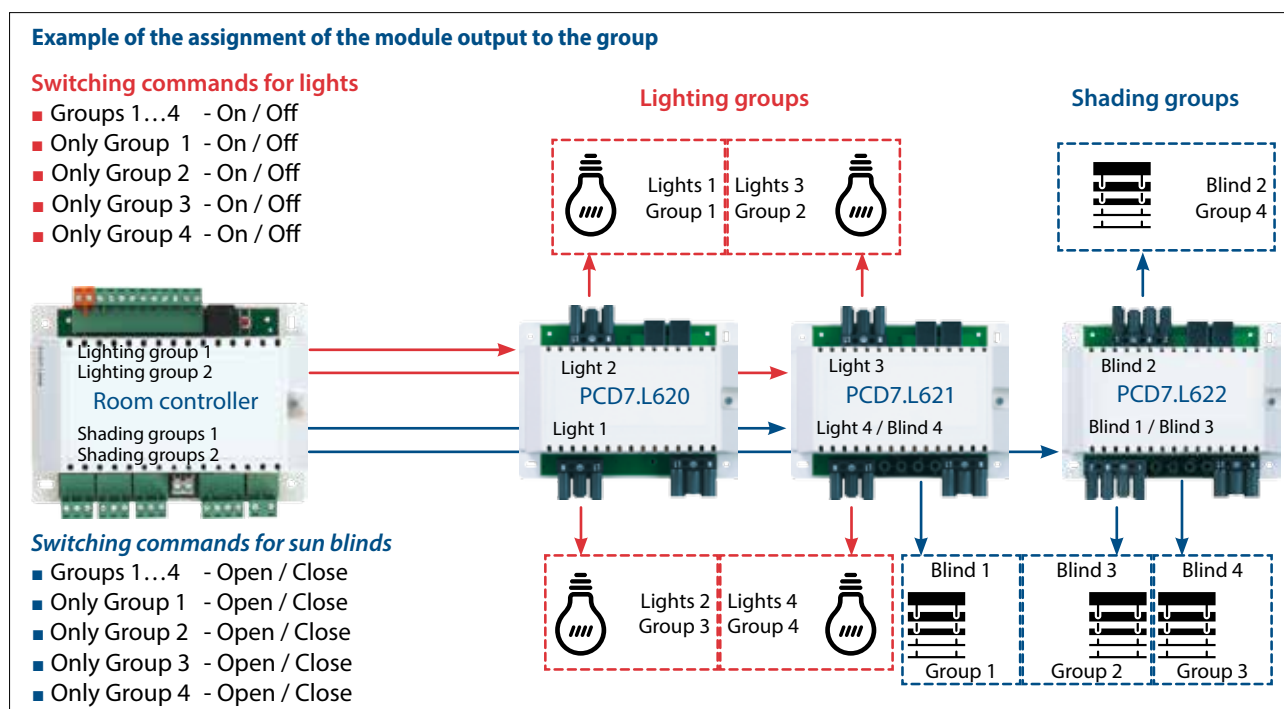 Example of the assignment of the module output to the group
Switching commands for lights
■ Groups 1…4 - On / Off
■ Only Group 1 - On / Off
■ Only Group 2 - On / Off
■ Only Group 3 - On / Off
■ Only Group 4 - On / Off
Lighting groups
Shading groups
Lights 1
Group 1
Lights 3
Group 2
Blind 2
Group 4
Lighting group 1
Lighting group 2
Room controller
Shading groups 1
Shading groups 2
Light 2
PCD7.L620
Light 1
Light 3
PCD7.L621
Light 4 / Blind 4
Blind 2
PCD7.L622
Blind 1 / Blind 3
Switching commands for sun blinds
■ Groups 1…4 - Open / Close
■ Only Group 1 - Open / Close
■ Only Group 2 - Open / Close
■ Only Group 3 - Open / Close
■ Only Group 4 - Open / Close
Lights 2
Group 3
Lights 4
Group 4
Blind 1
Group 1
Blind 3
Group 2
Blind 4
Group 3